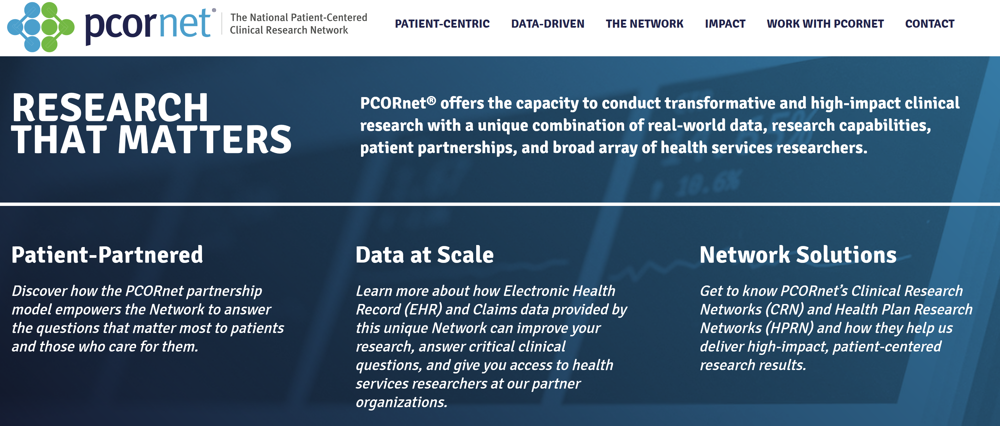 pcornet®
The National Patient-Centered
Clinical Research Network
PATIENT-CENTRIC DATA-DRIVEN THE NETWORK IMPACT WORK WITH PCORNET CONTACT
RESEARCH
THAT MATTERS
PCORnet® offers the capacity to conduct transformative and high-impact clinical
research with a unique combination of real-world data, research capabilities,
patient partnerships, and broad array of health services researchers.
10.6%
Patient-Partnered
Discover how the PCORnet partnership
model empowers the Network to answer
the questions that matter most to patients
and those who care for them.
Data at Scale
Learn more about how Electronic Health
Record (EHR) and Claims data provided by
this unique Network can improve your
research, answer critical clinical
questions, and give you access to health
services researchers at our partner
organizations.
Network Solutions
Get to know PCORnet’s Clinical Research
Networks (CRN) and Health Plan Research
Networks (HPRN) and how they help us
deliver high-impact, patient-centered
research results.